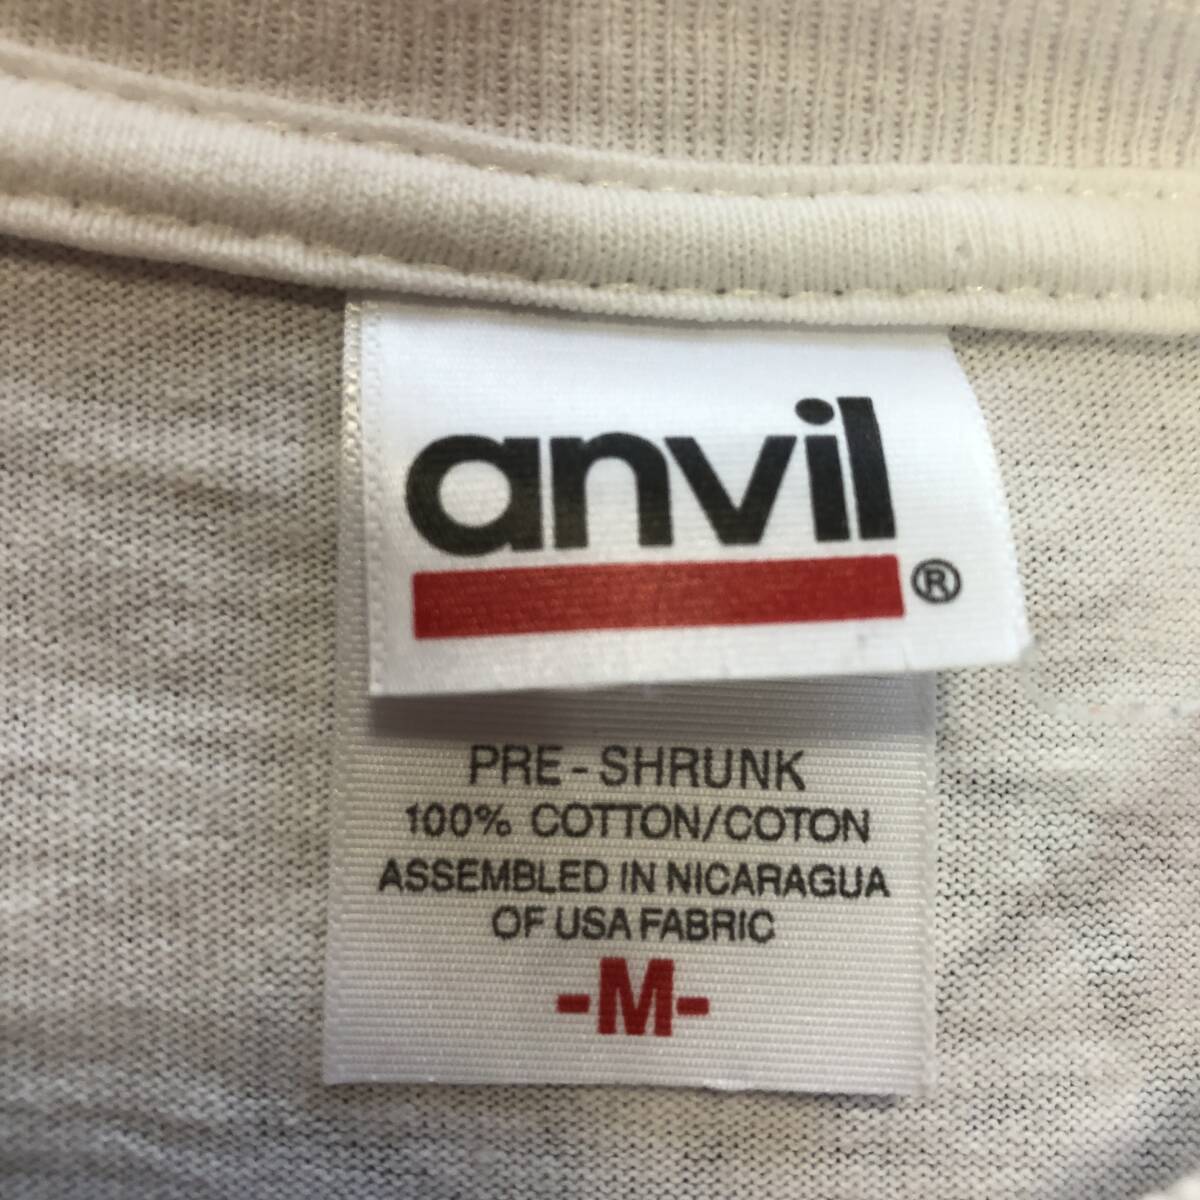 anvil
®
PRE-SHRUNK
100% COTTON/COTON
ASSEMBLED IN NICARAGUA
OF USA FABRIC
-M-